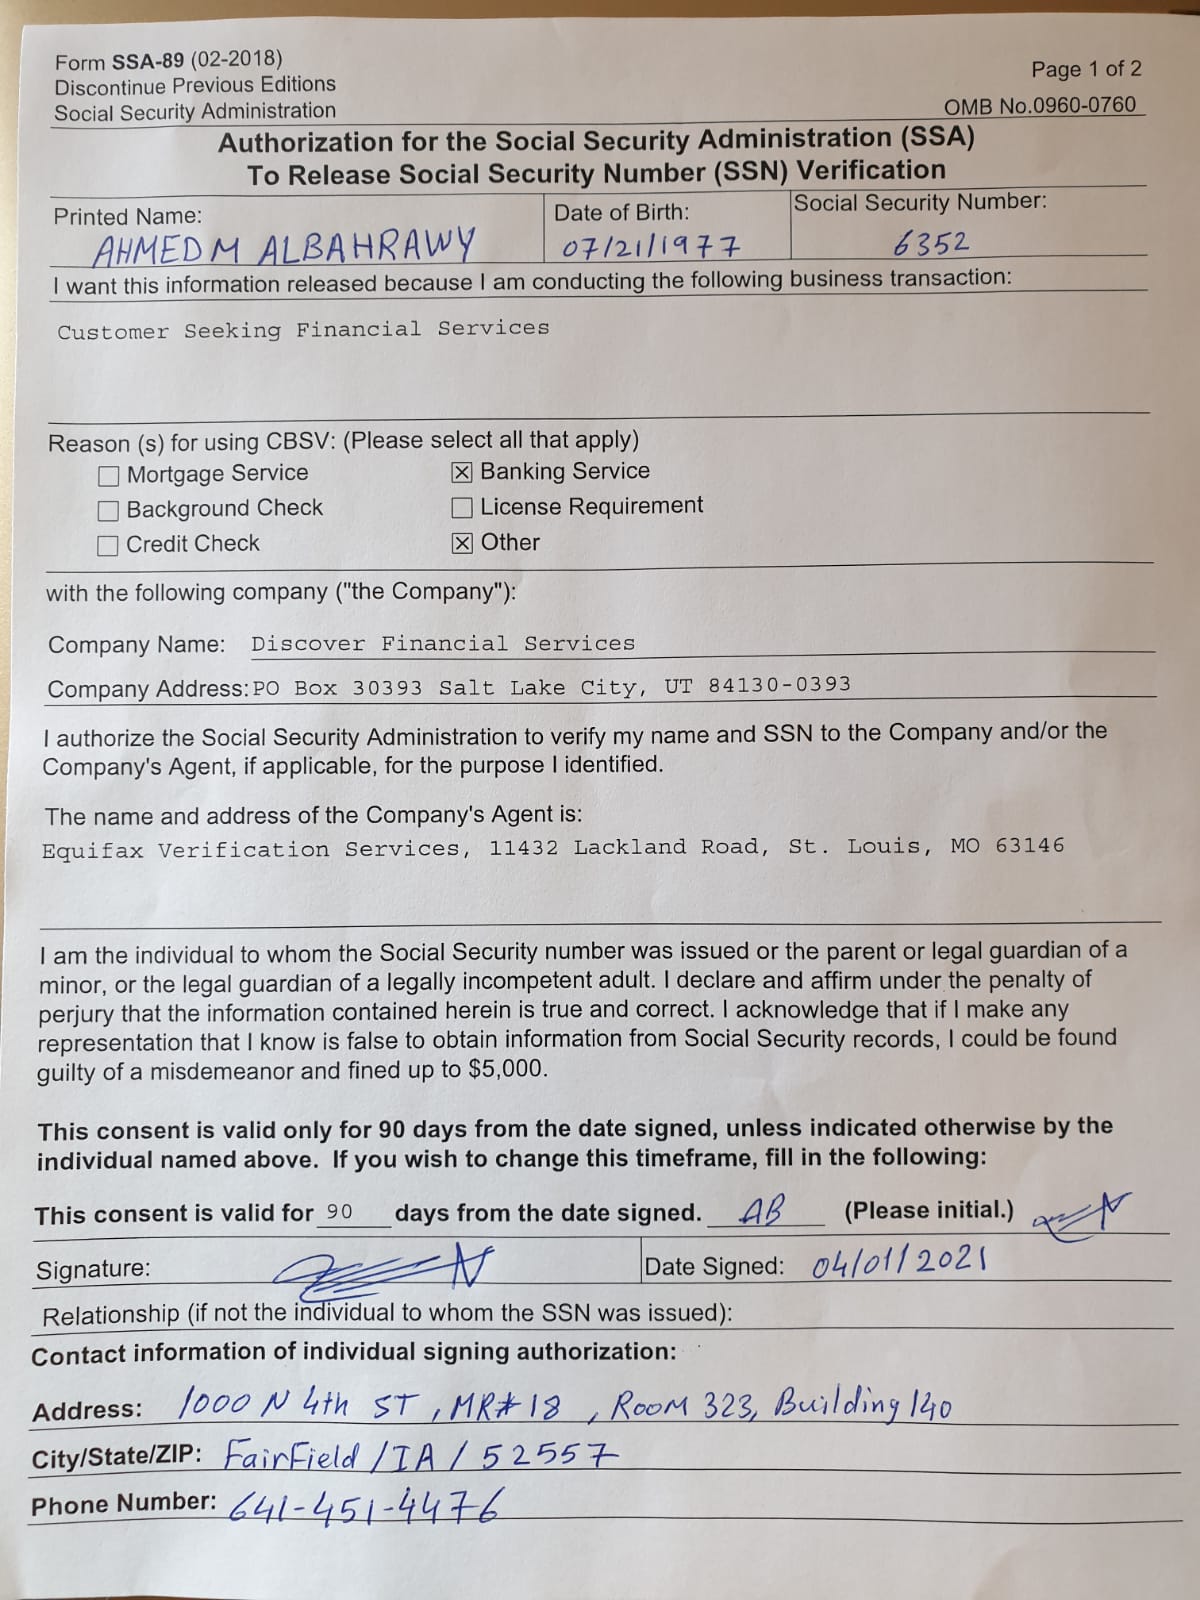 Form SSA-89 (02-2018)
Discontinue Previous Editions
Social Security Administration
Page 1 of 2
OMB No.0960-0760
Authorization for the Social Security Administration (SSA)
To Release Social Security Number (SSN) Verification
Printed Name:
AHMED M ALBAHRAWY
Date of Birth:
07/21/1977
Social Security Number:
6352
I want this information released because I am conducting the following business transaction:
Customer Seeking Financial Services
Reason (s) for using CBSV: (Please select all that apply)
☐ Mortgage Service ☒ Banking Service
☐ Background Check ☐ License Requirement
☐ Credit Check ☒ Other
with the following company ("the Company"):
Company Name: Discover Financial Services
Company Address: PO Box 30393 Salt Lake City, UT 84130-0393
I authorize the Social Security Administration to verify my name and SSN to the Company and/or the
Company's Agent, if applicable, for the purpose I identified.
The name and address of the Company's Agent is:
Equifax Verification Services, 11432 Lackland Road, St. Louis, MO 63146
I am the individual to whom the Social Security number was issued or the parent or legal guardian of a
minor, or the legal guardian of a legally incompetent adult. I declare and affirm under the penalty of
perjury that the information contained herein is true and correct. I acknowledge that if I make any
representation that I know is false to obtain information from Social Security records, I could be found
guilty of a misdemeanor and fined up to $5,000.
This consent is valid only for 90 days from the date signed, unless indicated otherwise by the
individual named above. If you wish to change this timeframe, fill in the following:
This consent is valid for 90 days from the date signed. AB (Please initial.)
Signature:
Date Signed: 04/01/2021
Relationship (if not the individual to whom the SSN was issued):
Contact information of individual signing authorization:
Address: 1000 N 4th ST, MR#18, Room 323, Building 140
City/State/ZIP: FairField / IA / 52557
Phone Number: 641-451-4476